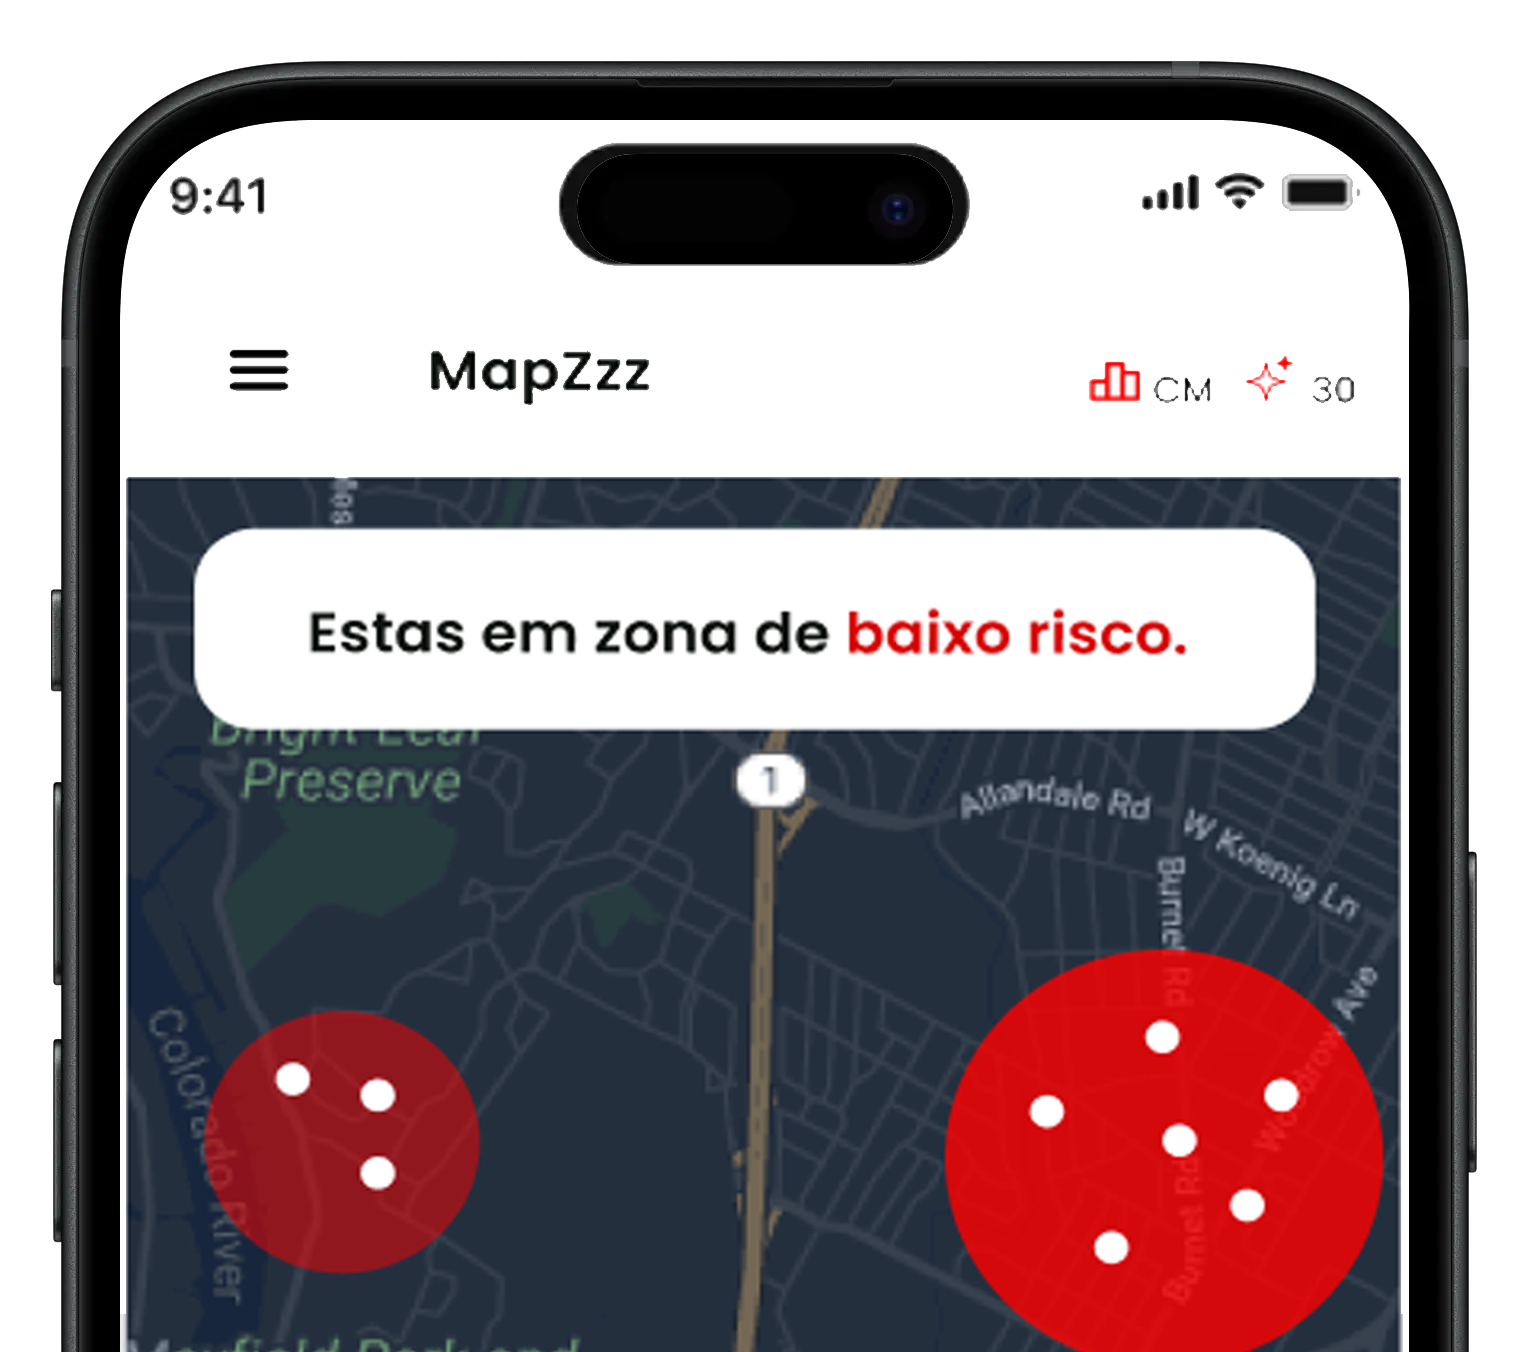 9:41
MapZzz
CM 30
Estas em zona de baixo risco.
Preserve
1
Allandale Rd
W Koenig Ln
Burnet Rd
Woodrow Ave
Colorado River
Burnet Rd